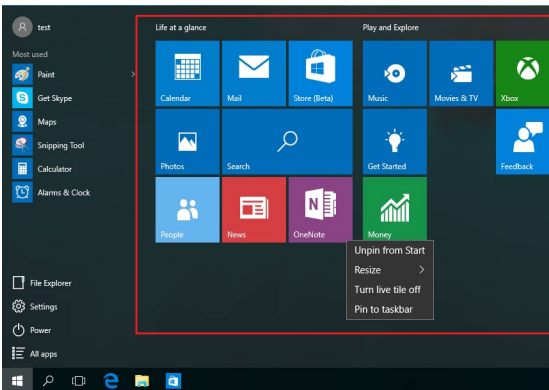 test
Most used
Paint
Get Skype
Maps
Snipping Tool
Calculator
Alarms & Clock
File Explorer
Settings
Power
All apps
Life at a glance
Calendar
Mail
Store (Beta)
Photos
Search
People
News
N
OneNote
Play and Explore
Music
Movies & TV
Xbox
Get Started
Feedback
Money
Unpin from Start
Resize
Turn live tile off
Pin to taskbar